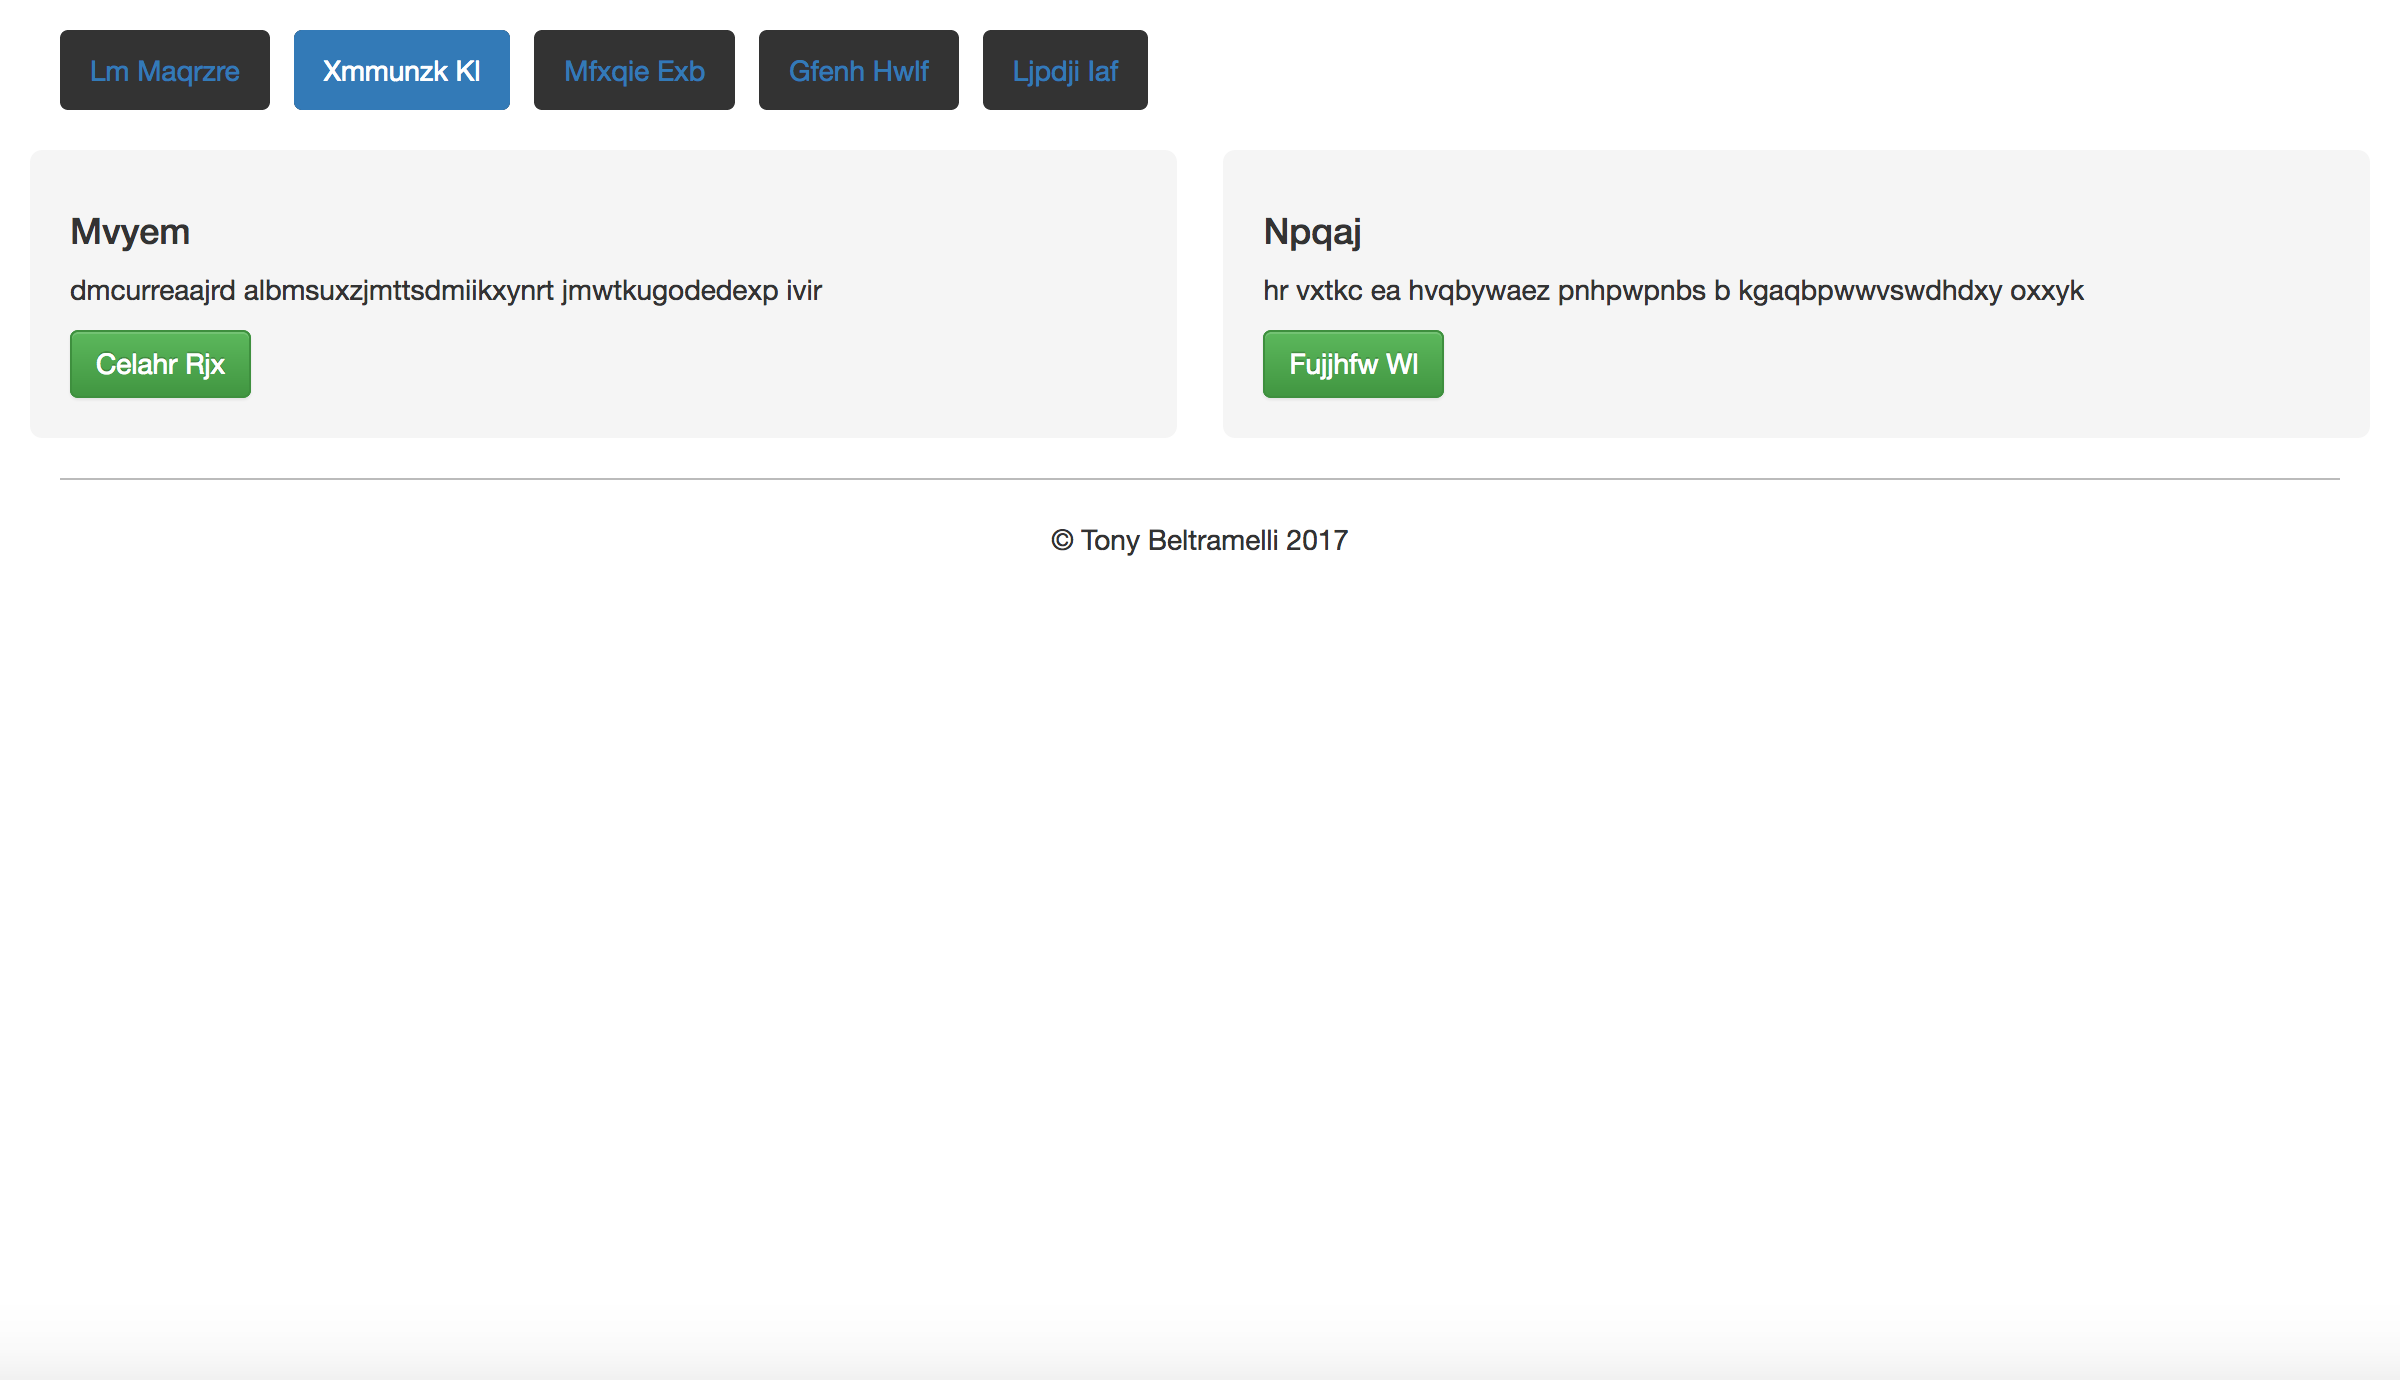 Lm Maqrzre Xmmunzk Kl Mfxqie Exb Gfenh Hwlf Ljpdji Iaf
Mvyem
dmcurreaajrd albmsuxzjmttsdmiikxynrt jmwtkugodedexp ivir
Celahr Rjx
Npqaj
hr vxtkc ea hvqbywaez pnhpwpnbs b kgaqbpwwvswdhdxy oxxyk
Fujjhfw Wl
© Tony Beltramelli 2017